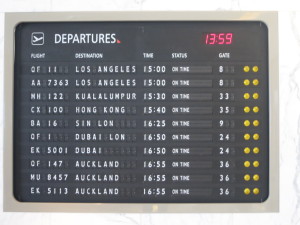 DEPARTURES
13:59
FLIGHT DESTINATION TIME STATUS GATE
QF 11 LOS ANGELES 15:00 ON TIME 8
AA 7363 LOS ANGELES 15:00 ON TIME 8
MH 122 KUALALUMPUR 15:30 ON TIME 33
CX 100 HONG KONG 15:40 ON TIME 35
BA 16 SIN LON 16:25 ON TIME 9
QF 1 DUBAI LON 16:50 ON TIME 24
EK 5001 DUBAI 16:50 ON TIME 24
QF 147 AUCKLAND 16:55 ON TIME 36
MU 8457 AUCKLAND 16:55 ON TIME 36
EK 5113 AUCKLAND 16:55 ON TIME 36